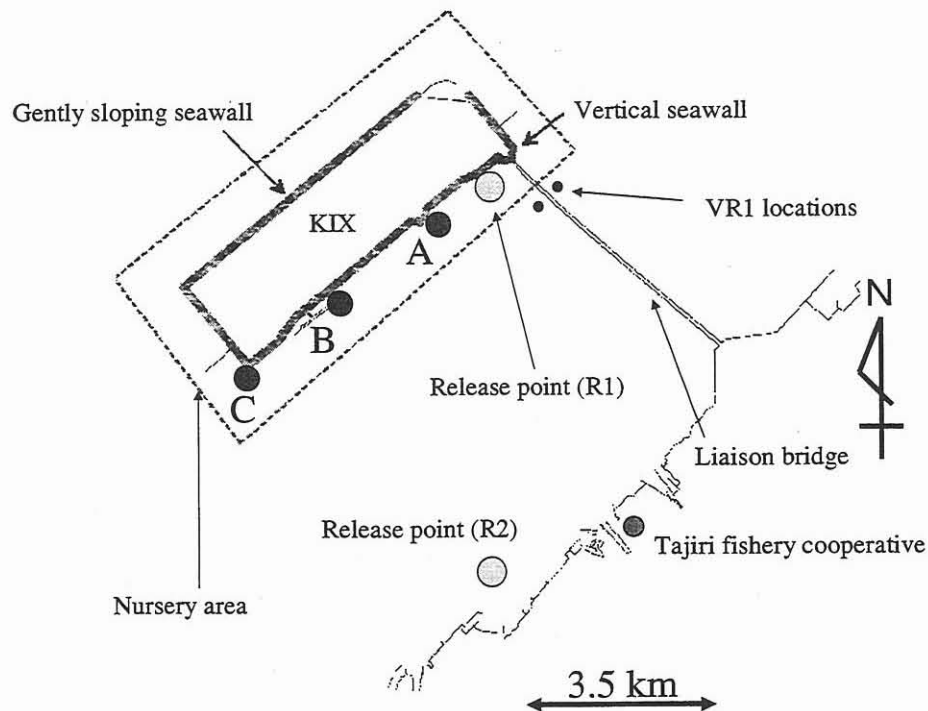 Gently sloping seawall
Vertical seawall
KIX
VR1 locations
A
N
B
C
Release point (R1)
Liaison bridge
Release point (R2)
Tajiri fishery cooperative
Nursery area
3.5 km